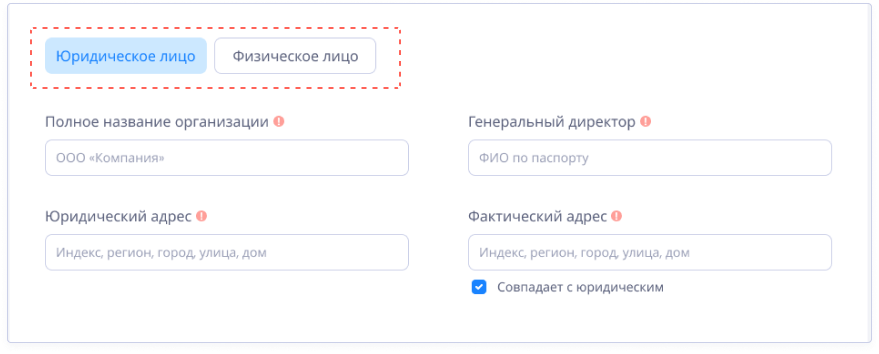 Юридическое лицо Физическое лицо
Полное название организации Генеральный директор
ООО «Компания» ФИО по паспорту
Юридический адрес Фактический адрес
Индекс, регион, город, улица, дом Индекс, регион, город, улица, дом
Совпадает с юридическим